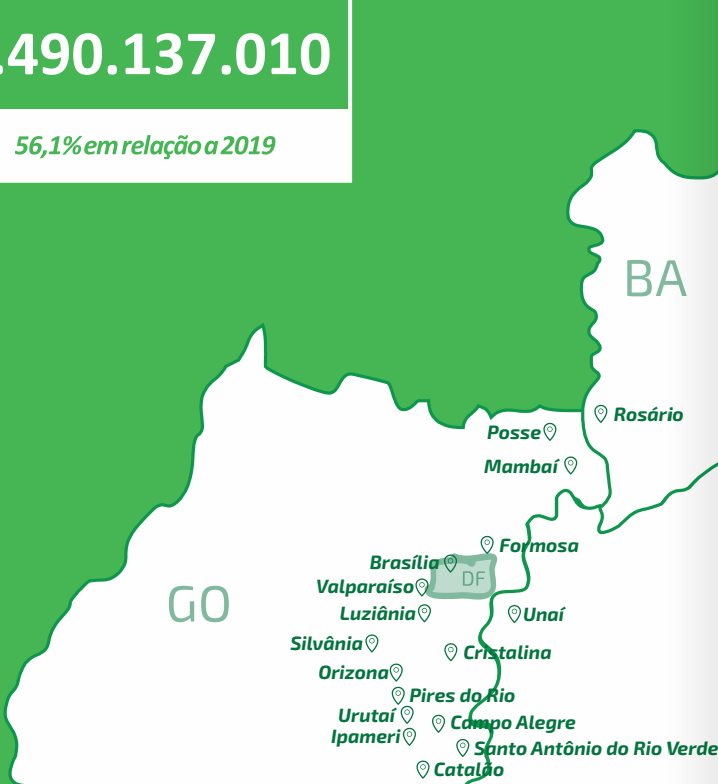 .490.137.010
56,1% em relação a 2019
BA
Rosário
Posse
Mambaí
Formosa
Brasília
DF
Valparaíso
GO
Luziânia
Unaí
Silvânia
Cristalina
Orizona
Pires do Rio
Urutaí
Campo Alegre
Ipameri
Santo Antônio do Rio Verde
Catalão